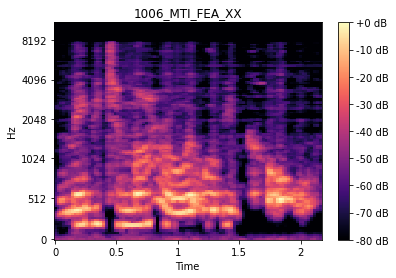 1006_MTI_FEA_XX
+0 dB
8192
-10 dB
4096
-20 dB
-30 dB
2048
Hz
-40 dB
1024
-50 dB
512
-60 dB
-70 dB
0
-80 dB
0 0.5 1 1.5 2
Time